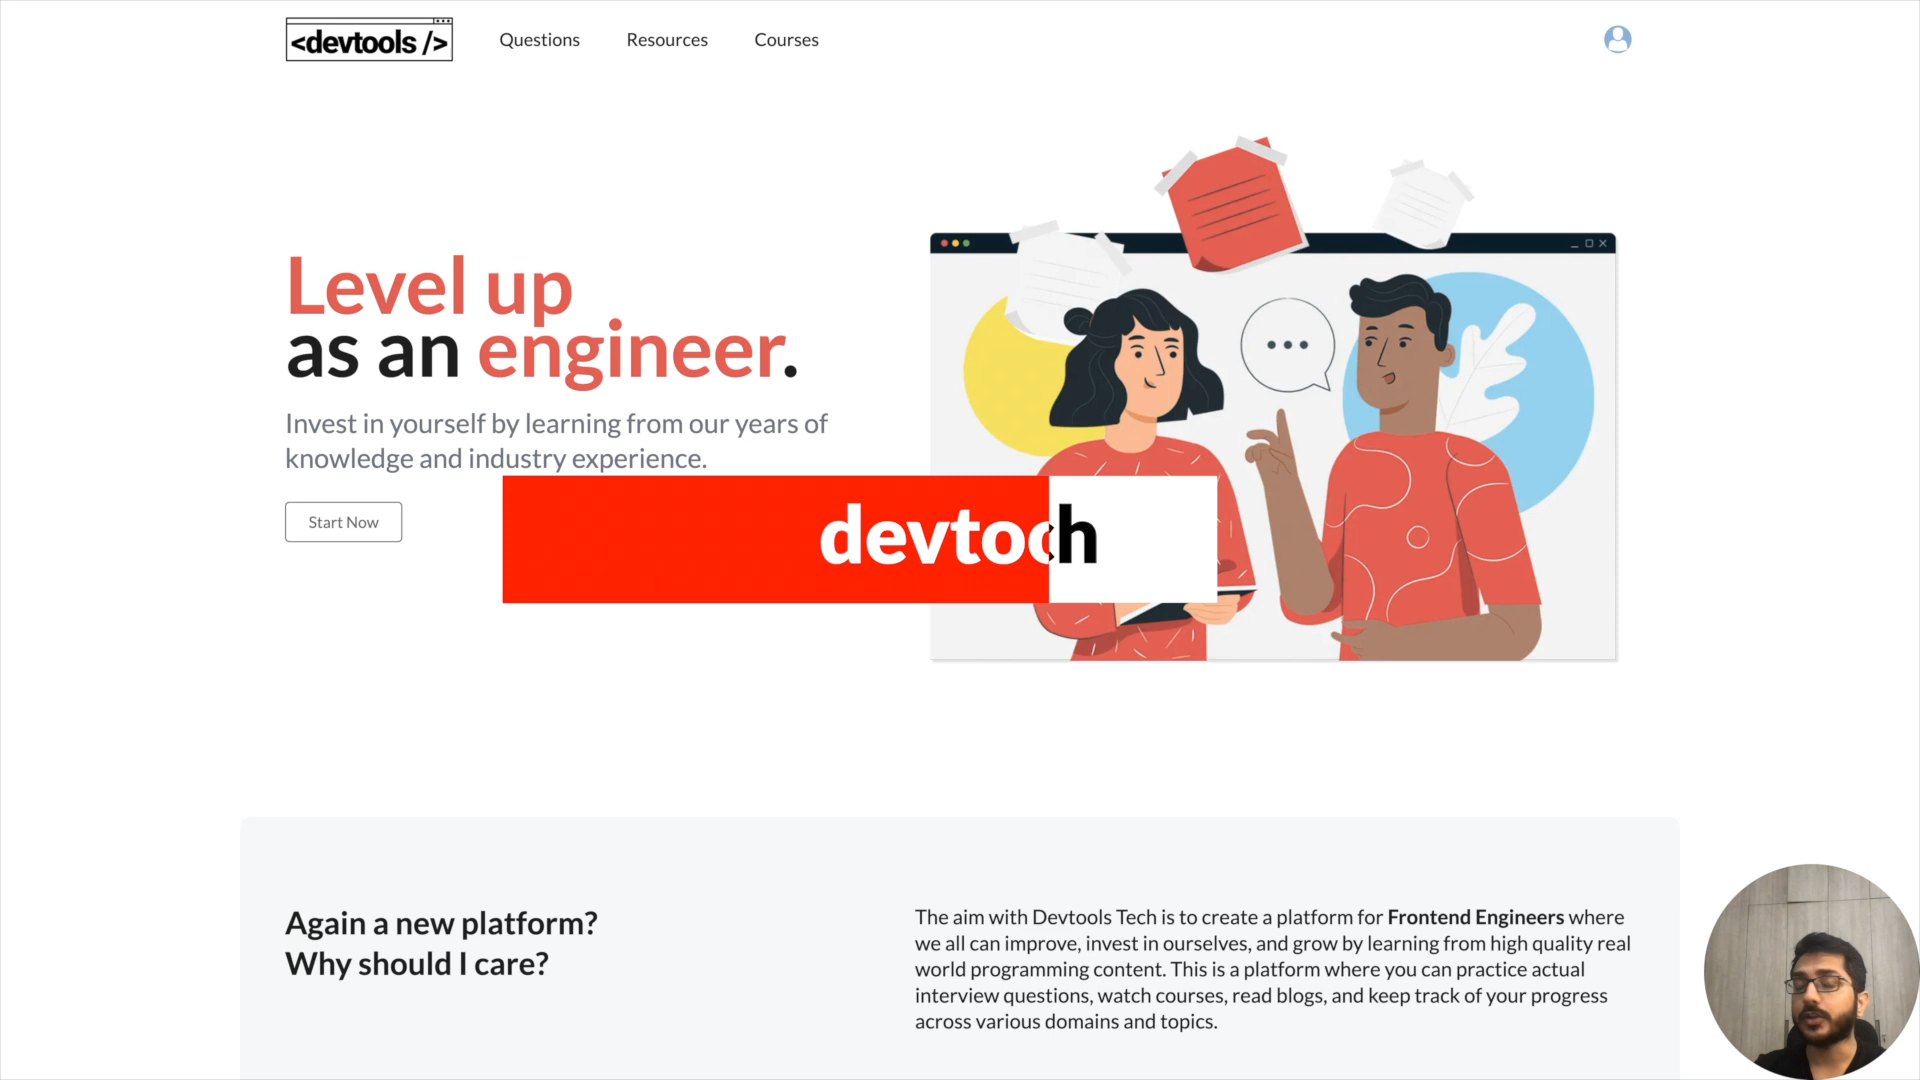 <devtools />
Questions
Resources
Courses
Level up
as an engineer.
Invest in yourself by learning from our years of
knowledge and industry experience.
Start Now
Again a new platform?
Why should I care?
The aim with Devtools Tech is to create a platform for Frontend Engineers where
we all can improve, invest in ourselves, and grow by learning from high quality real
world programming content. This is a platform where you can practice actual
interview questions, watch courses, read blogs, and keep track of your progress
across various domains and topics.